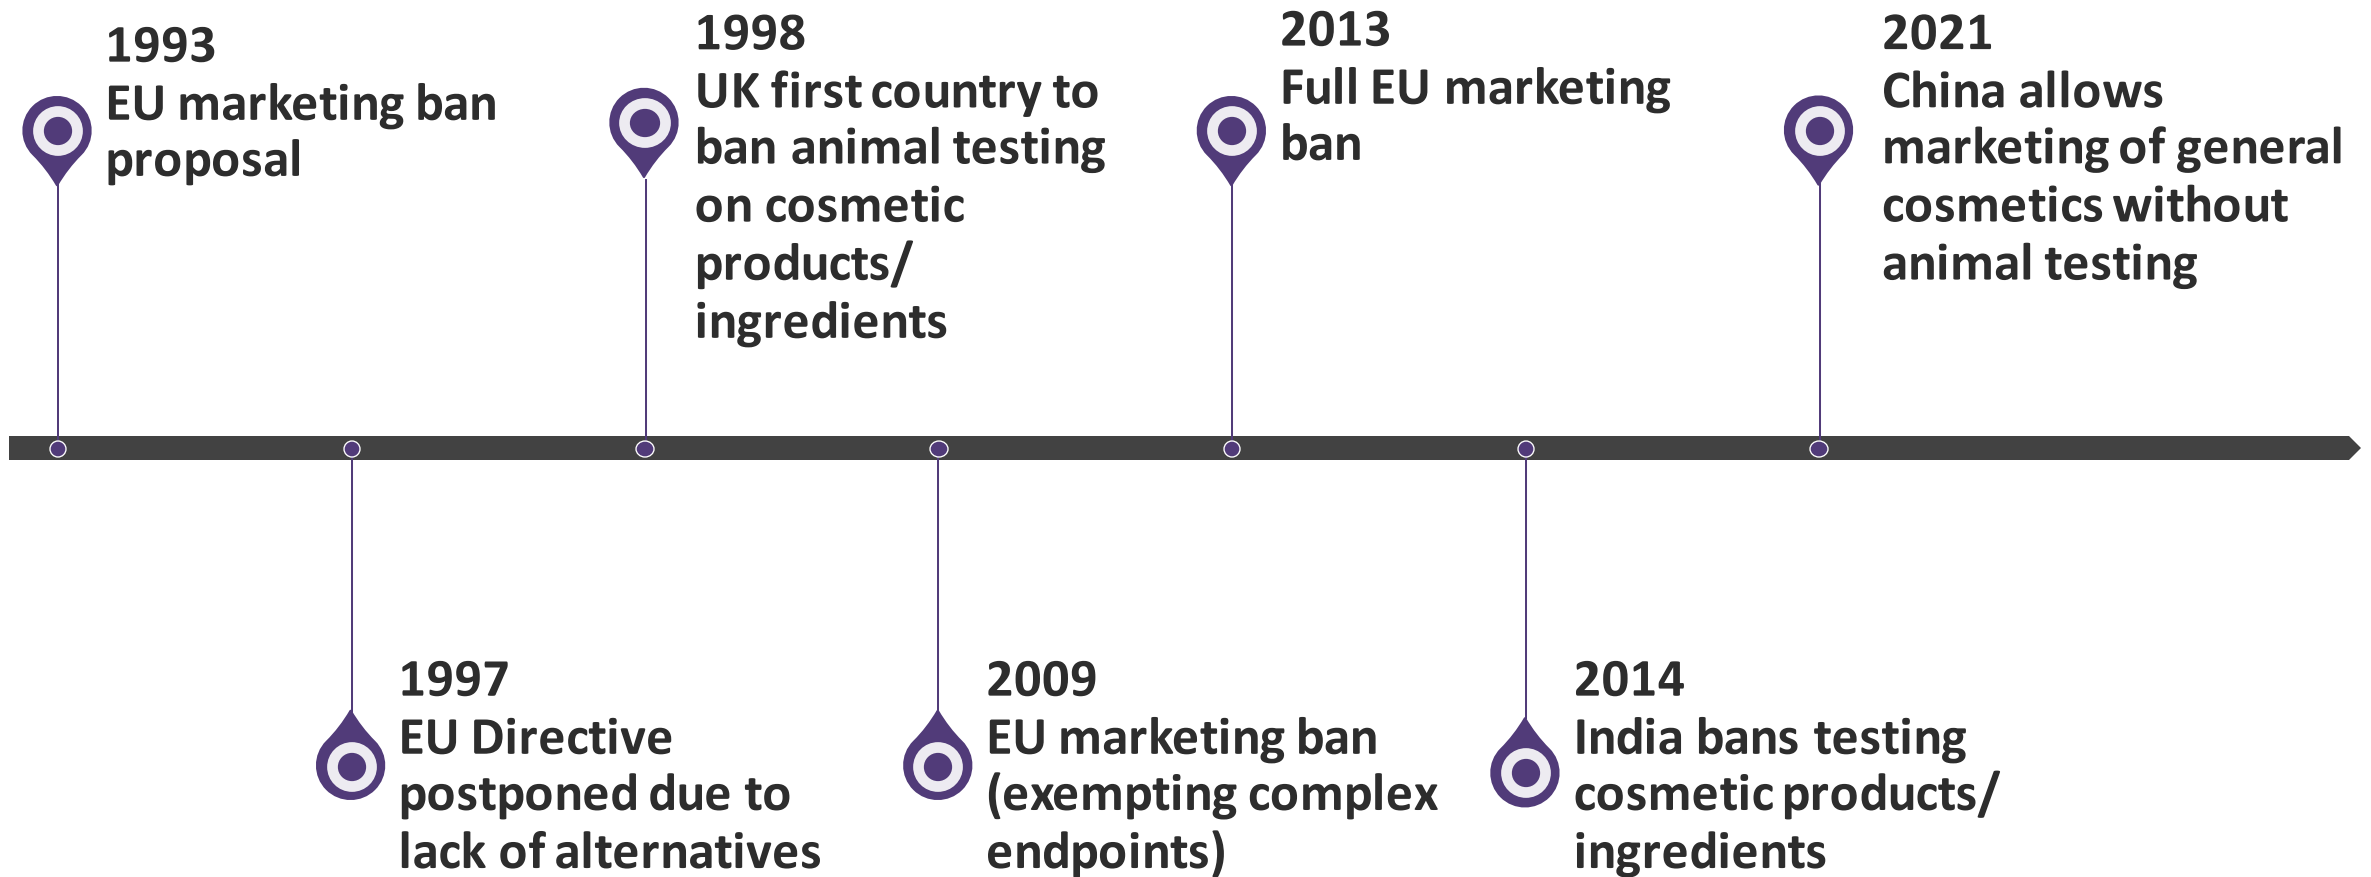 1993
EU marketing ban
proposal
1997
EU Directive
postponed due to
lack of alternatives
1998
UK first country to
ban animal testing
on cosmetic
products/
ingredients
2009
EU marketing ban
(exempting complex
endpoints)
2013
Full EU marketing
ban
2014
India bans testing
cosmetic products/
ingredients
2021
China allows
marketing of general
cosmetics without
animal testing